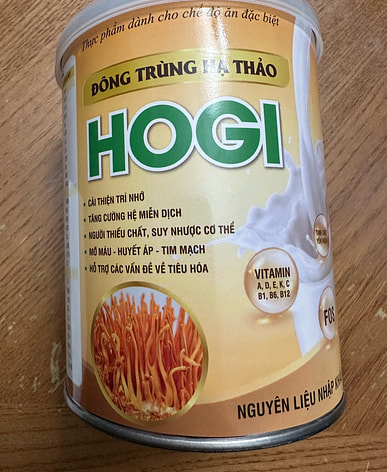 Thực phẩm dành cho chế độ ăn đặc biệt
ĐÔNG TRÙNG HẠ THẢO
HOGI
• CẢI THIỆN TRÍ NHỚ
• TĂNG CƯỜNG HỆ MIỄN DỊCH
• NGƯỜI THIẾU CHẤT, SUY NHƯỢC CƠ THỂ
• MỠ MÁU - HUYẾT ÁP - TIM MẠCH
• HỖ TRỢ CÁC VẤN ĐỀ VỀ TIÊU HÓA
VITAMIN
A, D, E, K, C
B1, B6, B12
FOS
NGUYÊN LIỆU NHẬP